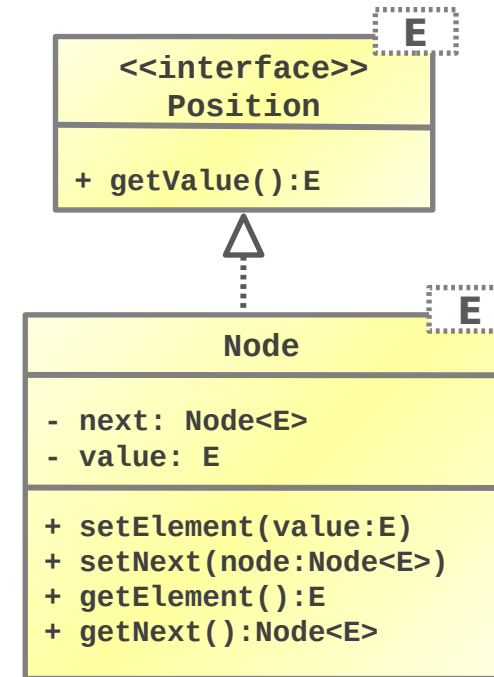 E
<<interface>>
Position
+ getValue():E
E
Node
- next: Node<E>
- value: E
+ setElement(value:E)
+ setNext(node:Node<E>)
+ getElement():E
+ getNext():Node<E>